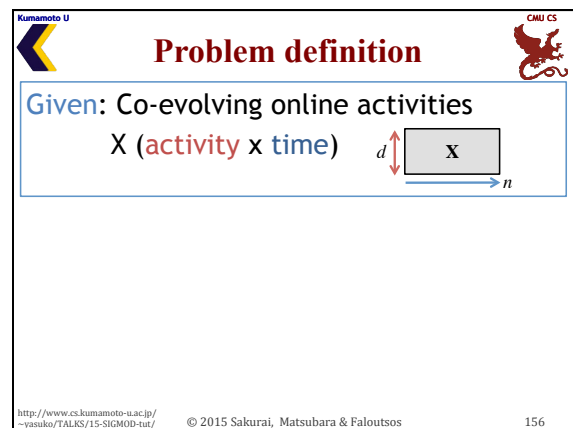 Kumamoto U
CMU CS
Problem definition
Given: Co-evolving online activities
X (activity x time)
d
X
n
http://www.cs.kumamoto-u.ac.jp/
~yasuko/TALKS/15-SIGMOD-tut/
© 2015 Sakurai, Matsubara & Faloutsos
156